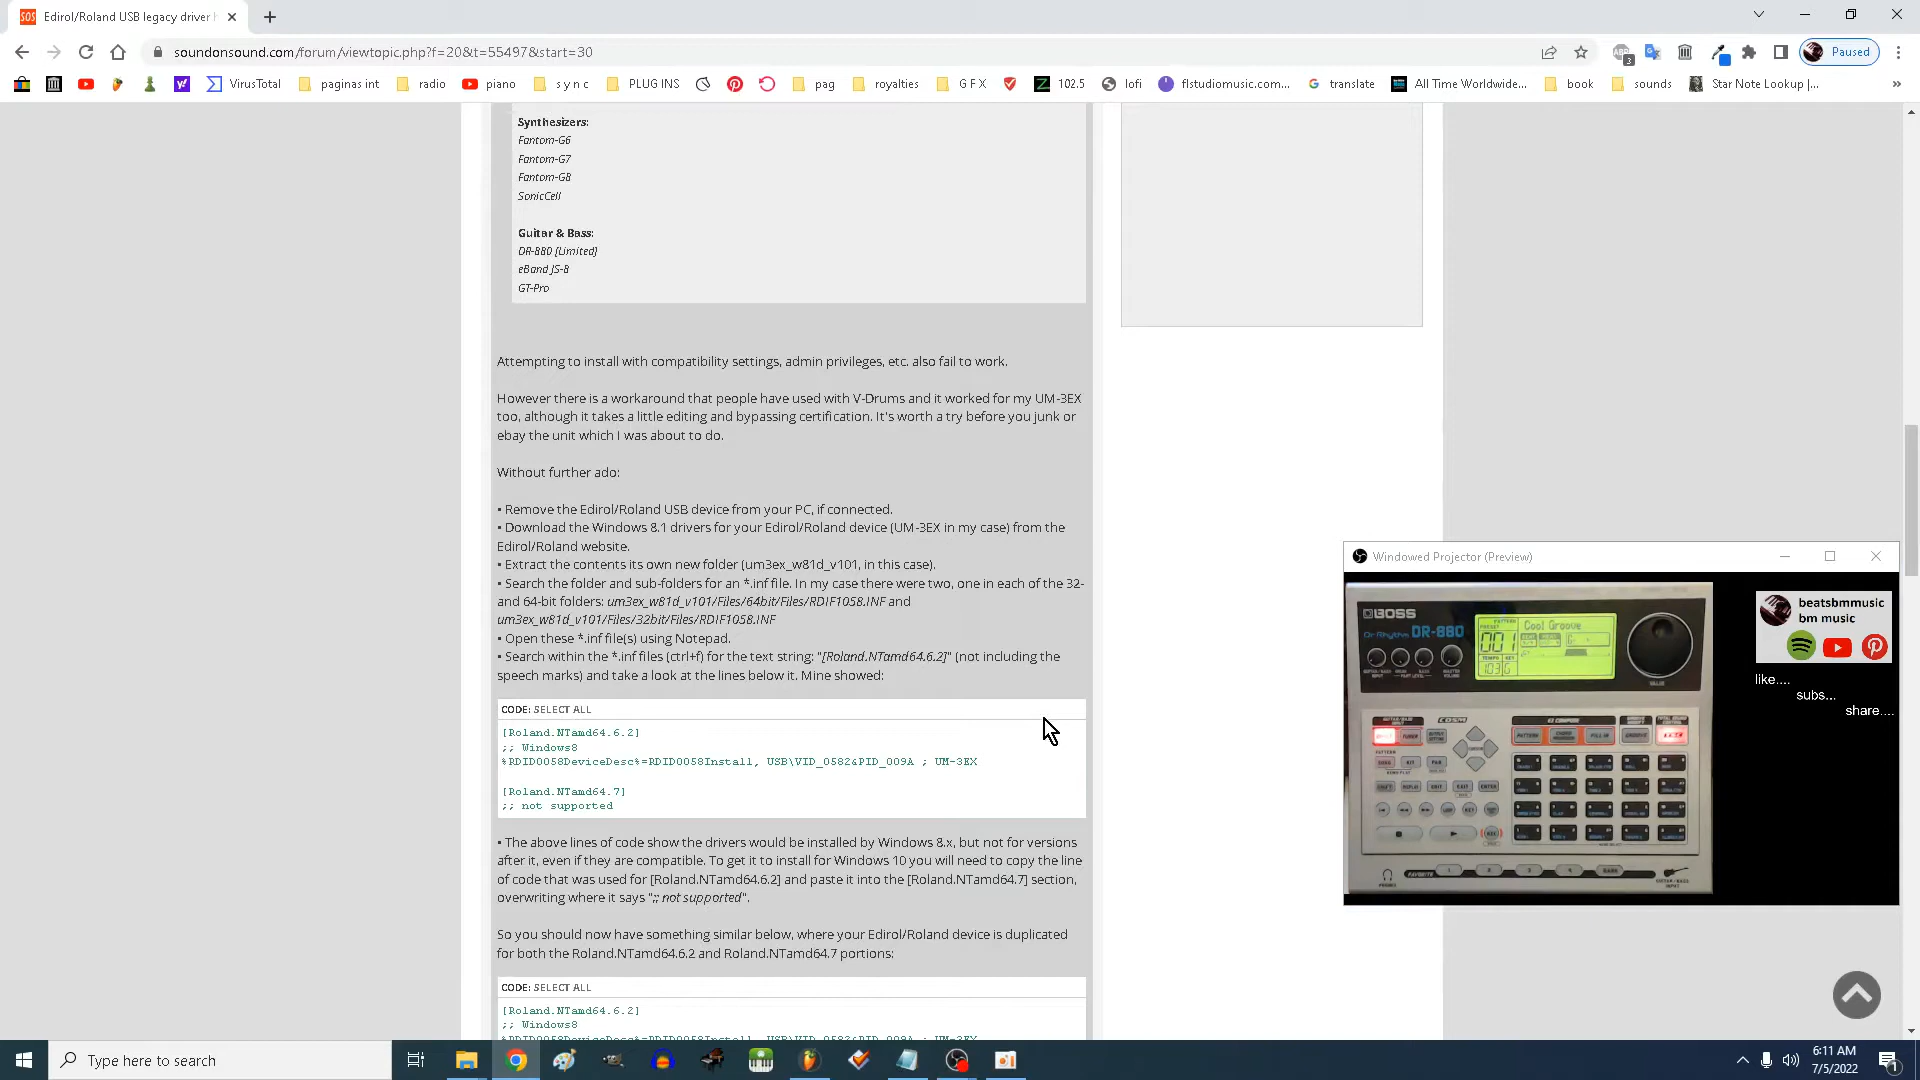 SOS Edirol/Roland USB legacy driver h
soundonsound.com/forum/viewtopic.php?f=20&t=55497&start=30
3
Paused
VirusTotal
paginas int
radio
piano
s y n c
PLUG INS
pag
royalties
G F X
102.5
lofi
flstudiomusic.com...
translate
All Time Worldwide...
book
sounds
Star Note Lookup |...
»
Synthesizers:
Fantom-G6
Fantom-G7
Fantom-G8
SonicCell
Guitar & Bass:
DR-880 [Limited]
eBand JS-8
GT-Pro
Attempting to install with compatibility settings, admin privileges, etc. also fail to work.
However there is a workaround that people have used with V-Drums and it worked for my UM-3EX
too, although it takes a little editing and bypassing certification. It's worth a try before you junk or
ebay the unit which I was about to do.
Without further ado:
• Remove the Edirol/Roland USB device from your PC, if connected.
• Download the Windows 8.1 drivers for your Edirol/Roland device (UM-3EX in my case) from the
Edirol/Roland website.
• Extract the contents its own new folder (um3ex_w81d_v101, in this case).
• Search the folder and sub-folders for an *.inf file. In my case there were two, one in each of the 32-
and 64-bit folders: um3ex_w81d_v101/Files/64bit/Files/RDIF1058.INF and
um3ex_w81d_v101/Files/32bit/Files/RDIF1058.INF
• Open these *.inf file(s) using Notepad.
• Search within the *.inf files (ctrl+f) for the text string: "[Roland.NTamd64.6.2]" (not including the
speech marks) and take a look at the lines below it. Mine showed:
CODE: SELECT ALL
[Roland.NTamd64.6.2]
;; Windows8
%RDID0058DeviceDesc%=RDID0058Install, USB\VID_0582&PID_009A ; UM-3EX
[Roland.NTamd64.7]
;; not supported
• The above lines of code show the drivers would be installed by Windows 8.x, but not for versions
after it, even if they are compatible. To get it to install for Windows 10 you will need to copy the line
of code that was used for [Roland.NTamd64.6.2] and paste it into the [Roland.NTamd64.7] section,
overwriting where it says ";; not supported".
So you should now have something similar below, where your Edirol/Roland device is duplicated
for both the Roland.NTamd64.6.2 and Roland.NTamd64.7 portions:
CODE: SELECT ALL
[Roland.NTamd64.6.2]
;; Windows8
%RDID0058DeviceDesc%=RDID0058Install, USB\VID_0582&PID_009A ; UM-3EX
Windowed Projector (Preview)
BOSS
Dr Rhythm DR-880
PATTERN
PRESET
001
Cool Groove
TEMPO KEY
103 G
VALUE
beatsbmmusic
bm music
like....
subs...
share....
Type here to search
6:11 AM
7/5/2022
1